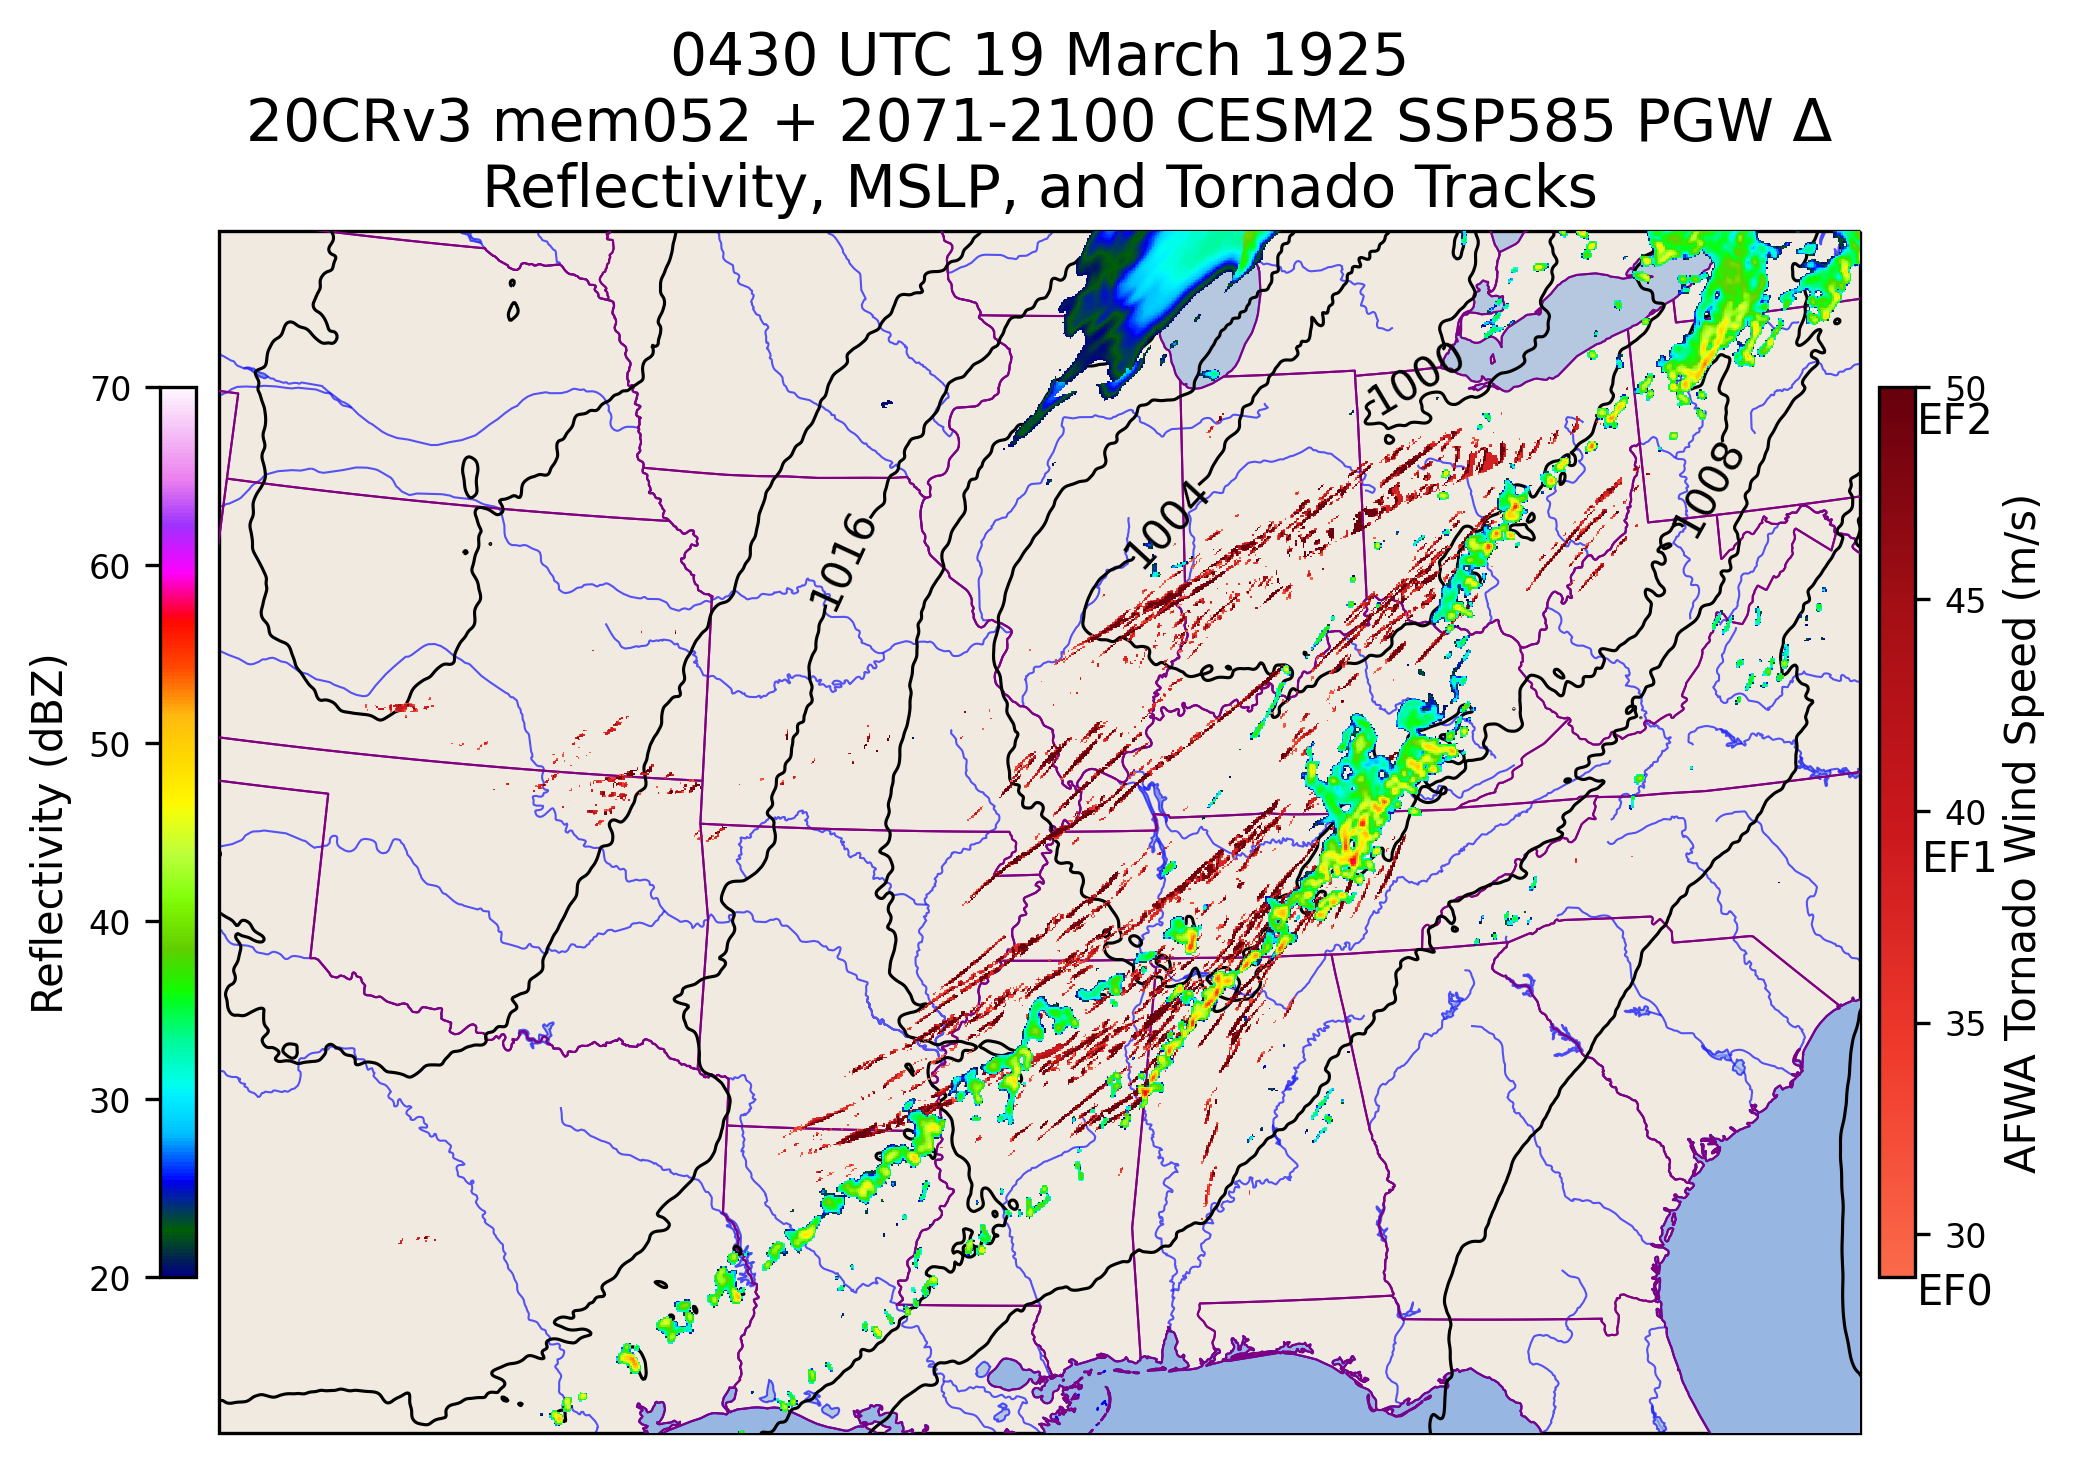 0430 UTC 19 March 1925
20CRv3 mem052 + 2071-2100 CESM2 SSP585 PGW Δ
Reflectivity, MSLP, and Tornado Tracks
Reflectivity (dBZ)
70
60
50
40
30
20
1000
1004
1008
1016
50
EF2
45
40
EF1
35
30
EF0
AFWA Tornado Wind Speed (m/s)